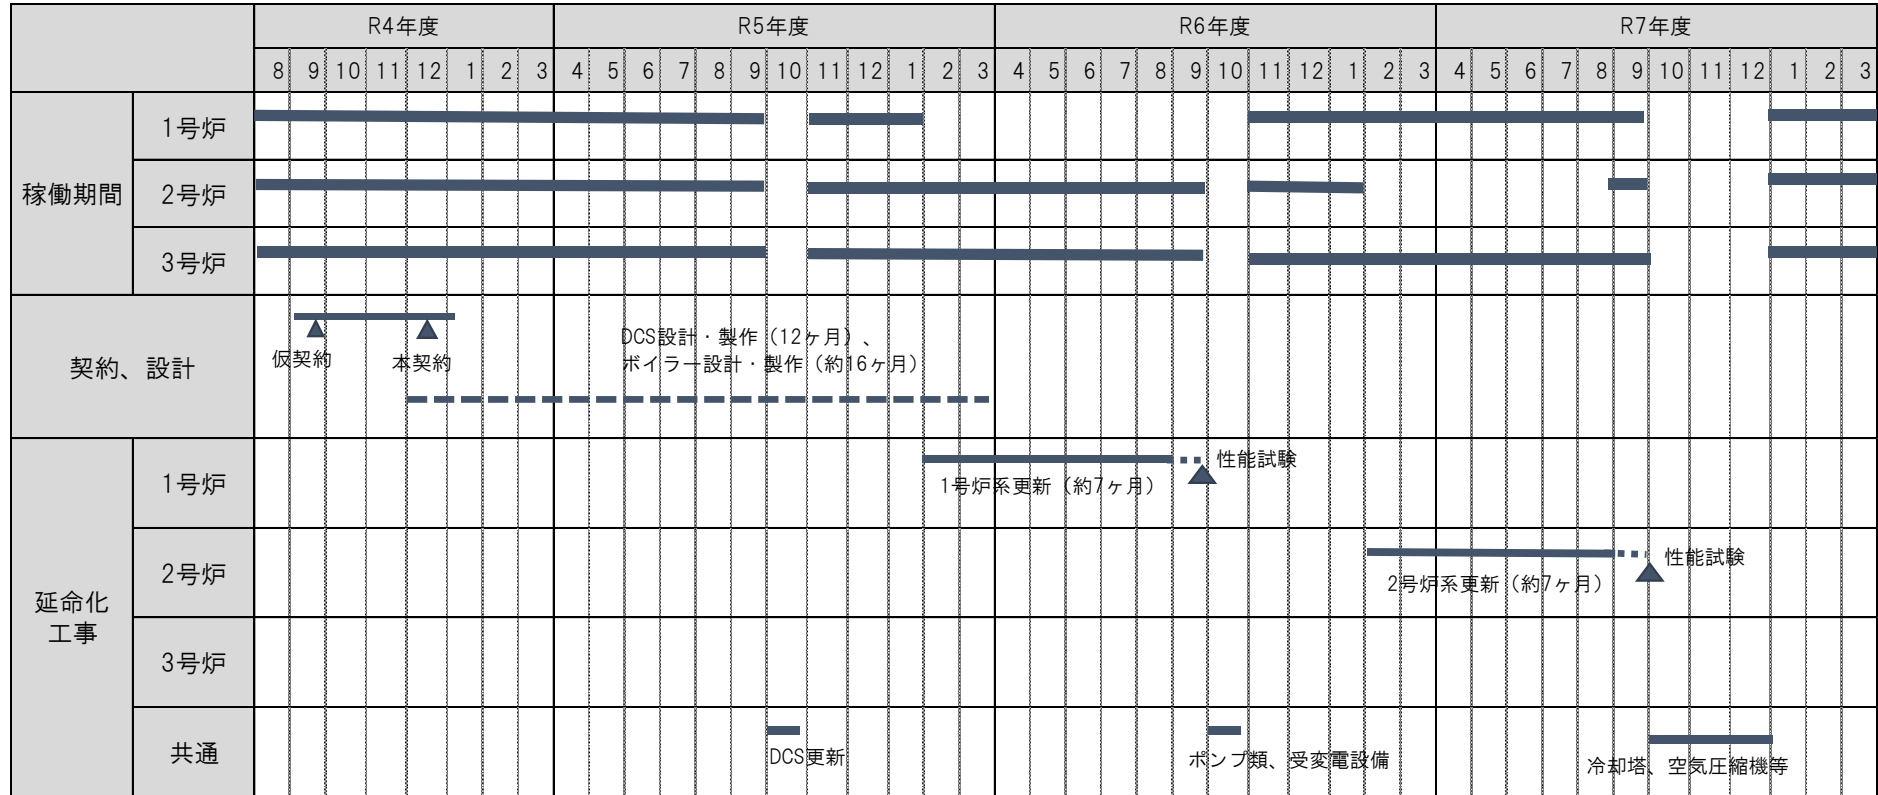 R4年度 R5年度 R6年度 R7年度
8 9 10 11 12 1 2 3 4 5 6 7 8 9 10 11 12 1 2 3 4 5 6 7 8 9 10 11 12 1 2 3 4 5 6 7 8 9 10 11 12 1 2 3
稼働期間
1号炉
2号炉
3号炉
契約、設計
仮契約
本契約
DCS設計・製作（12ヶ月）、
ボイラー設計・製作（約16ヶ月）
延命化
工事
1号炉
1号炉系更新（約7ヶ月）
性能試験
2号炉
2号炉系更新（約7ヶ月）
性能試験
3号炉
共通
DCS更新
ポンプ類、受変電設備
冷却塔、空気圧縮機等